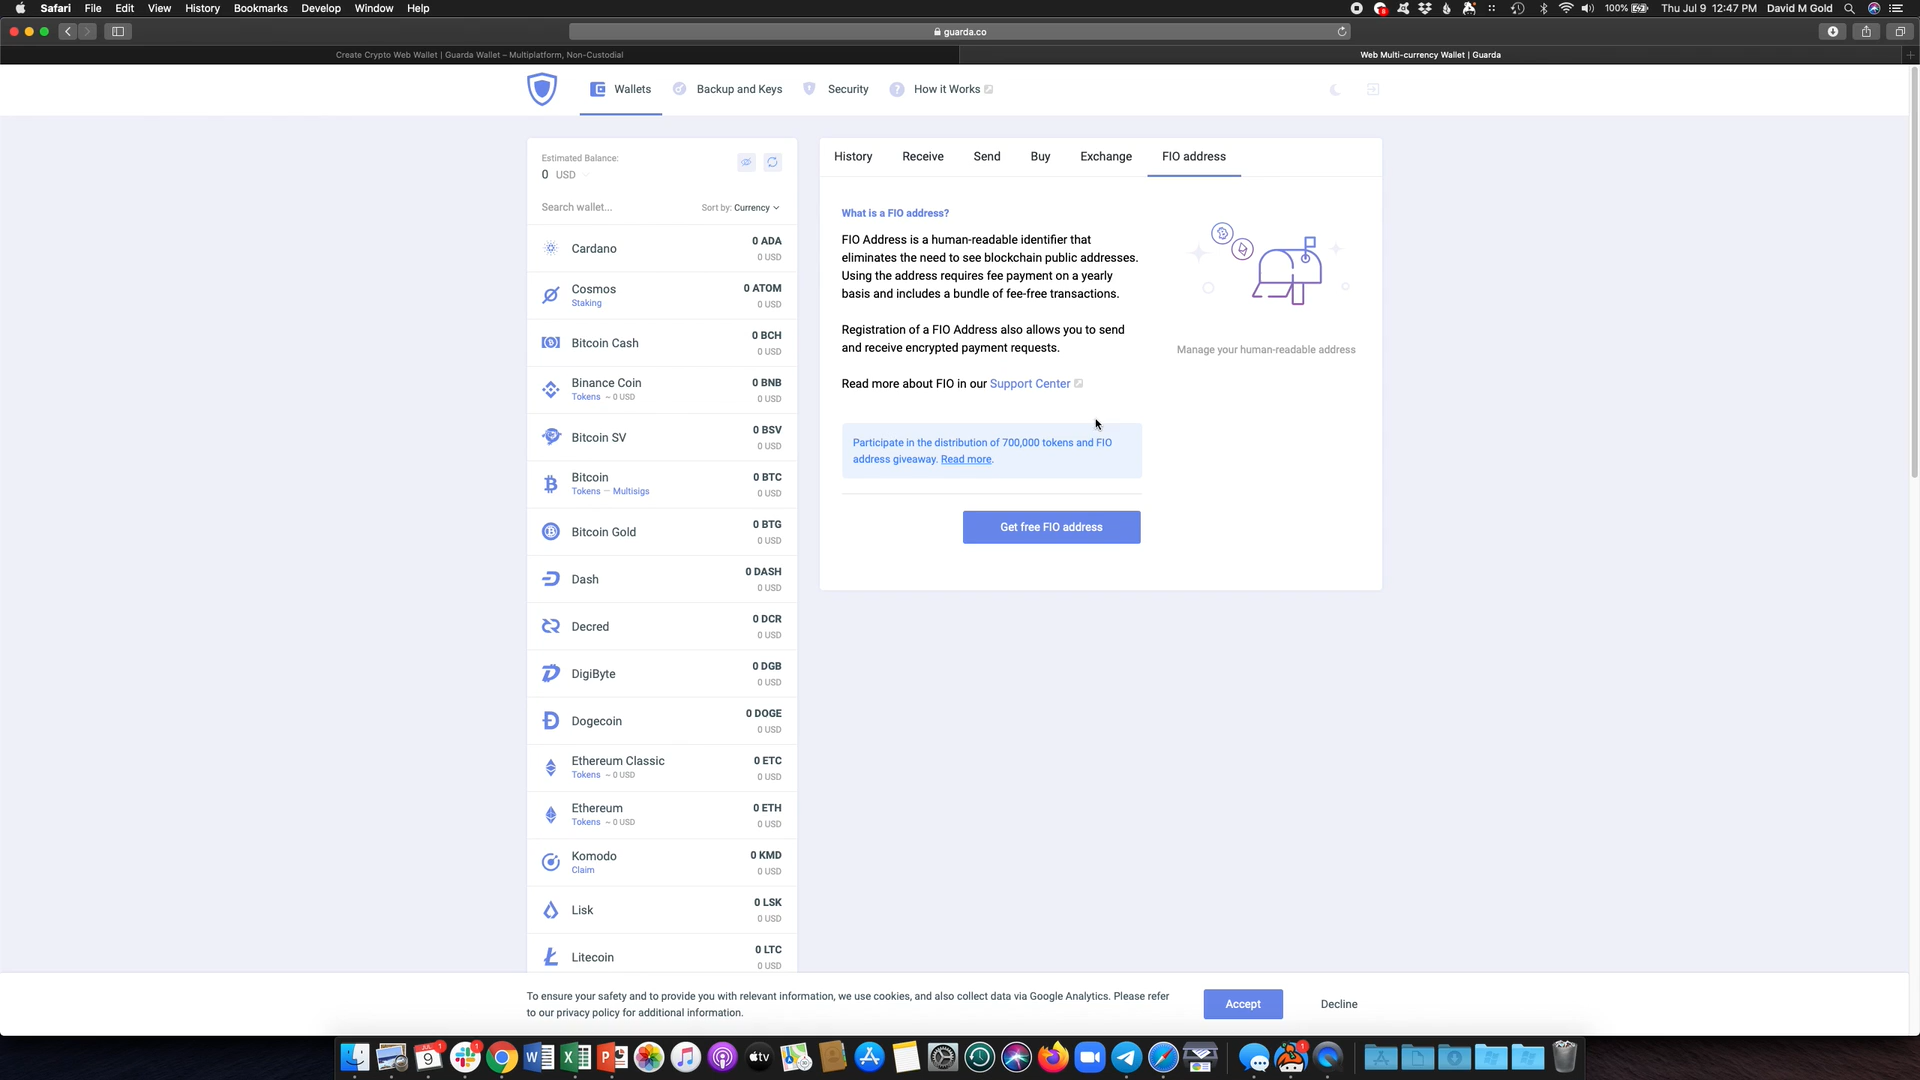 Safari File Edit View History Bookmarks Develop Window Help
100% Thu Jul 9 12:47 PM David M Gold
guarda.co
Create Crypto Web Wallet | Guarda Wallet – Multiplatform, Non-Custodial
Web Multi-currency Wallet | Guarda
Wallets Backup and Keys Security How it Works
Estimated Balance:
0 USD
Search wallet... Sort by: Currency
Cardano 0 ADA
0 USD
Cosmos 0 ATOM
Staking 0 USD
Bitcoin Cash 0 BCH
0 USD
Binance Coin 0 BNB
Tokens ~ 0 USD 0 USD
Bitcoin SV 0 BSV
0 USD
Bitcoin 0 BTC
Tokens — Multisigs 0 USD
Bitcoin Gold 0 BTG
0 USD
Dash 0 DASH
0 USD
Decred 0 DCR
0 USD
DigiByte 0 DGB
0 USD
Dogecoin 0 DOGE
0 USD
Ethereum Classic 0 ETC
Tokens ~ 0 USD 0 USD
Ethereum 0 ETH
Tokens ~ 0 USD 0 USD
Komodo 0 KMD
Claim 0 USD
Lisk 0 LSK
0 USD
Litecoin 0 LTC
0 USD
History Receive Send Buy Exchange FIO address
What is a FIO address?
FIO Address is a human-readable identifier that
eliminates the need to see blockchain public addresses.
Using the address requires fee payment on a yearly
basis and includes a bundle of fee-free transactions.
Registration of a FIO Address also allows you to send
and receive encrypted payment requests.
Read more about FIO in our Support Center
Participate in the distribution of 700,000 tokens and FIO
address giveaway. Read more.
Get free FIO address
Manage your human-readable address
To ensure your safety and to provide you with relevant information, we use cookies, and also collect data via Google Analytics. Please refer
to our privacy policy for additional information.
Accept Decline